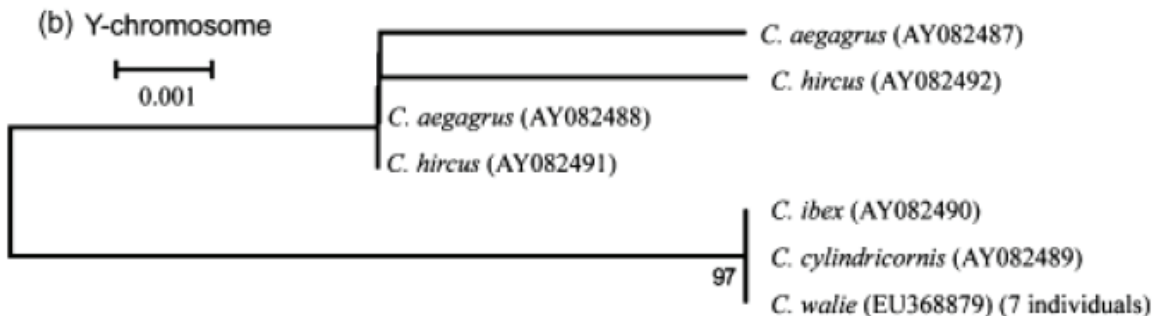 (b) Y-chromosome
0.001
C. aegagrus (AY082487)
C. hircus (AY082492)
C. aegagrus (AY082488)
C. hircus (AY082491)
C. ibex (AY082490)
C. cylindricornis (AY082489)
97
C. walie (EU368879) (7 individuals)